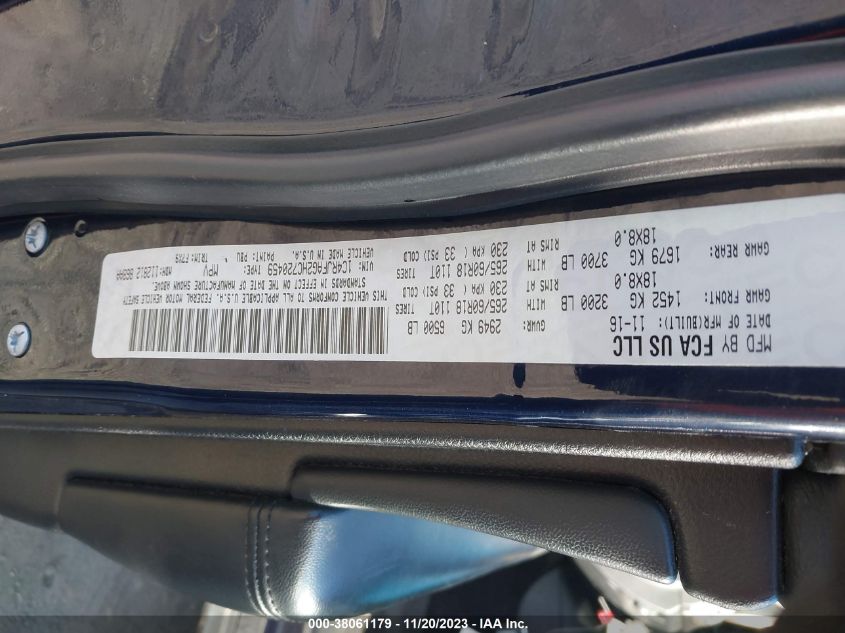 MFD BY FCA US LLC
DATE OF MFR(BUILT): 11-16
GVWR: 2949 KG 6500 LB
GAWR FRONT: 1452 KG 3200 LB WITH 265/60R18 110T TIRES
18X8.0 RIMS AT 230 KPA ( 33 PSI) COLD
GAWR REAR: 1679 KG 3700 LB WITH 265/60R18 110T TIRES
18X8.0 RIMS AT 230 KPA ( 33 PSI) COLD
THIS VEHICLE CONFORMS TO ALL APPLICABLE U.S.A. FEDERAL MOTOR VEHICLE SAFETY
STANDARDS IN EFFECT ON THE DATE OF MANUFACTURE SHOWN ABOVE.
VIN: 1C4RJFAG2HC720459 TYPE: MPV MDH:
VEHICLE MADE IN U.S.A. PAINT: PBU TRIM:
000-38061179 - 11/20/2023 - IAA Inc.